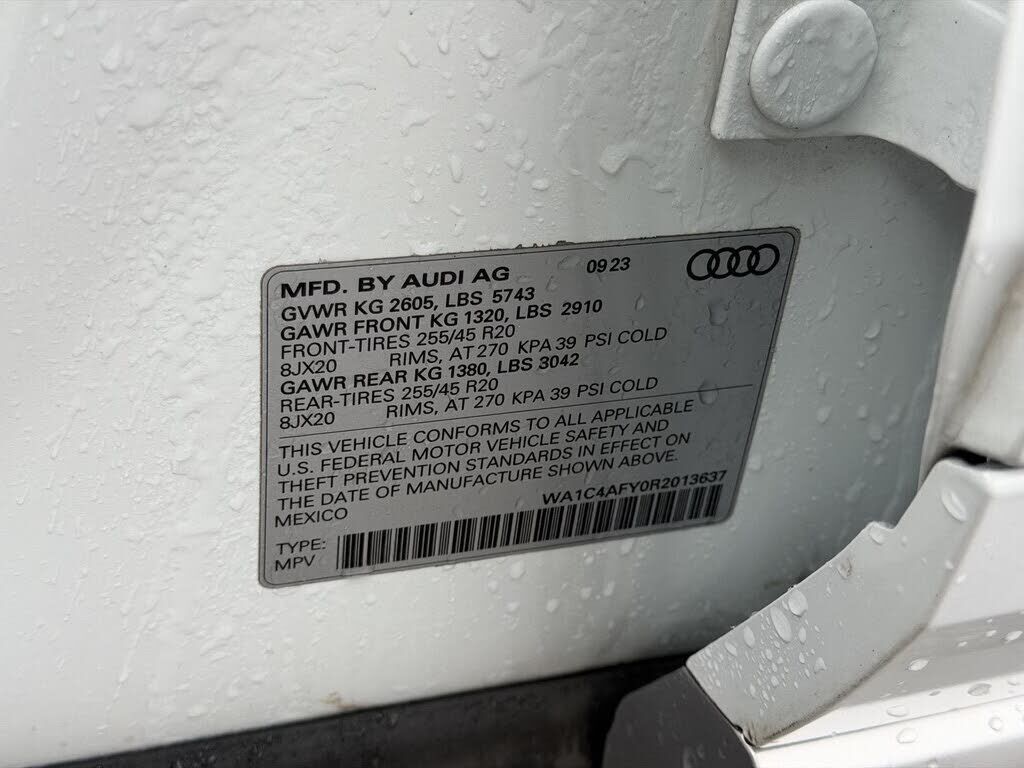 MFD. BY AUDI AG 09 23
GVWR KG 2605, LBS 5743
GAWR FRONT KG 1320, LBS 2910
FRONT-TIRES 255/45 R20
8JX20 RIMS, AT 270 KPA 39 PSI COLD
GAWR REAR KG 1380, LBS 3042
REAR-TIRES 255/45 R20
8JX20 RIMS, AT 270 KPA 39 PSI COLD
THIS VEHICLE CONFORMS TO ALL APPLICABLE
U.S. FEDERAL MOTOR VEHICLE SAFETY AND
THEFT PREVENTION STANDARDS IN EFFECT ON
THE DATE OF MANUFACTURE SHOWN ABOVE.
MEXICO WA1C4AFY0R2013637
TYPE:
MPV